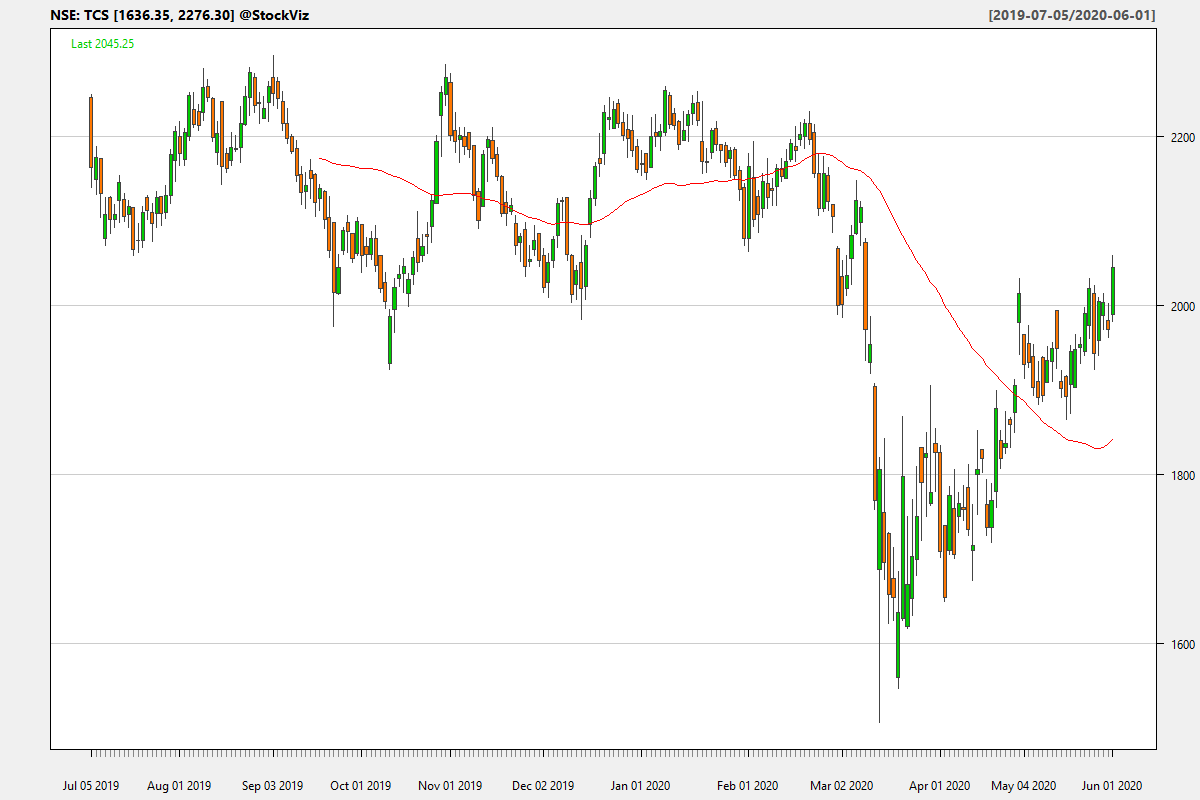 NSE: TCS [1636.35, 2276.30] @StockViz
[2019-07-05/2020-06-01]
Last 2045.25
2200
2000
1800
1600
Jul 05 2019 Aug 01 2019 Sep 03 2019 Oct 01 2019 Nov 01 2019 Dec 02 2019 Jan 01 2020 Feb 01 2020 Mar 02 2020 Apr 01 2020 May 04 2020 Jun 01 2020